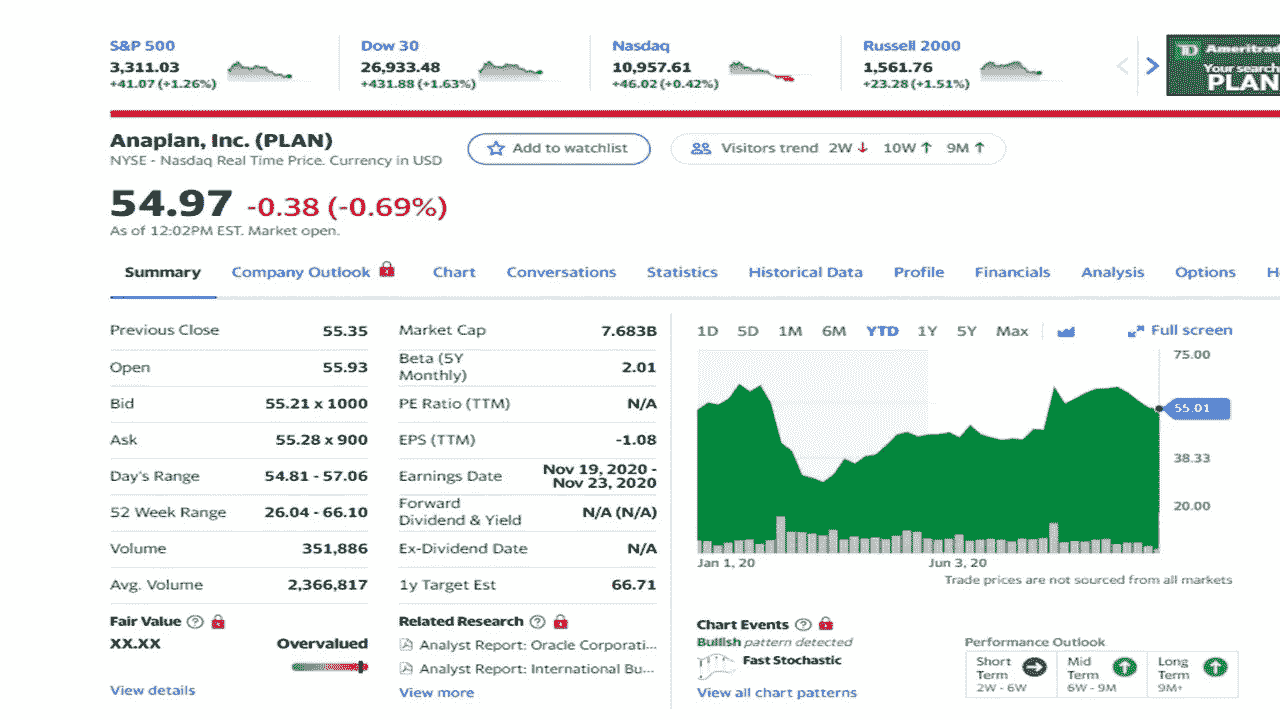 S&P 500 Dow 30 Nasdaq Russell 2000
3,311.03 26,933.48 10,957.61 1,561.76
+41.07 (+1.26%) +431.88 (+1.63%) +46.02 (+0.42%) +23.28 (+1.51%)
TD Ameritrad
Your search
PLAN
Anaplan, Inc. (PLAN)
NYSE - Nasdaq Real Time Price. Currency in USD
Add to watchlist
Visitors trend 2W 10W 9M
54.97 -0.38 (-0.69%)
As of 12:02PM EST. Market open.
Summary Company Outlook Chart Conversations Statistics Historical Data Profile Financials Analysis Options H
Previous Close 55.35
Open 55.93
Bid 55.21 x 1000
Ask 55.28 x 900
Day's Range 54.81 - 57.06
52 Week Range 26.04 - 66.10
Volume 351,886
Avg. Volume 2,366,817
Fair Value
XX.XX Overvalued
View details
Market Cap 7.683B
Beta (5Y
Monthly) 2.01
PE Ratio (TTM) N/A
EPS (TTM) -1.08
Earnings Date Nov 19, 2020 -
Nov 23, 2020
Forward
Dividend & Yield N/A (N/A)
Ex-Dividend Date N/A
1y Target Est 66.71
Related Research
Analyst Report: Oracle Corporati...
Analyst Report: International Bu...
View more
1D 5D 1M 6M YTD 1Y 5Y Max Full screen
75.00
55.01
38.33
20.00
Jan 1, 20 Jun 3, 20
Trade prices are not sourced from all markets
Chart Events
Bullish pattern detected
Fast Stochastic
View all chart patterns
Performance Outlook
Short
Term
2W - 6W
Mid
Term
6W - 9M
Long
Term
9M+